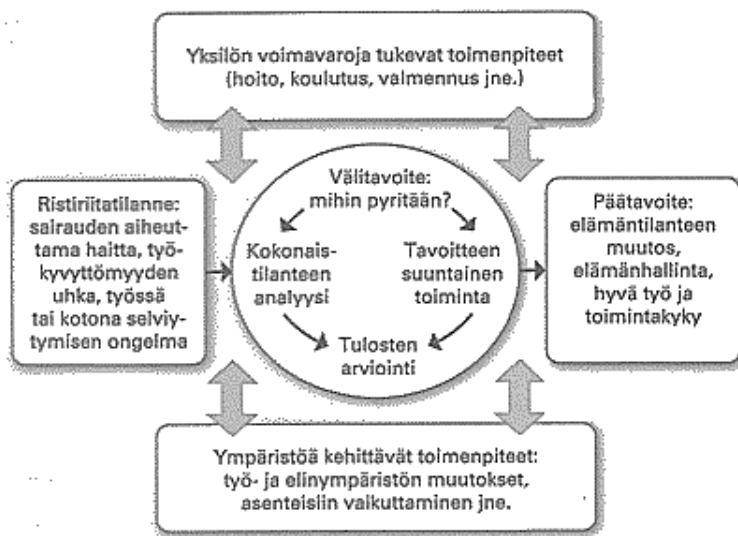 Yksilön voimavaroja tukevat toimenpiteet
(hoito, koulutus, valmennus jne.)
Ristiriitatilanne:
sairauden aiheut-
tama haitta, työ-
kyvyttömyyden
uhka, työssä
tai kotona selviy-
tymisen ongelma
Välitavoite:
mihin pyritään?
Kokonais-
tilanteen
analyysi
Tavoitteen
suuntainen
toiminta
Tulosten
arviointi
Päätavoite:
elämäntilanteen
muutos,
elämänhallinta,
hyvä työ ja
toimintakyky
Ympäristöä kehittävät toimenpiteet:
työ- ja elinympäristön muutokset,
asenteisiin vaikuttaminen jne.